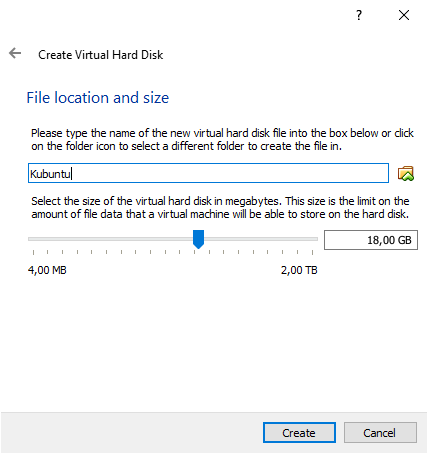 ?
Create Virtual Hard Disk
File location and size
Please type the name of the new virtual hard disk file into the box below or click
on the folder icon to select a different folder to create the file in.
Kubuntu
Select the size of the virtual hard disk in megabytes. This size is the limit on the
amount of file data that a virtual machine will be able to store on the hard disk.
18,00 GB
4,00 MB 2,00 TB
Create Cancel